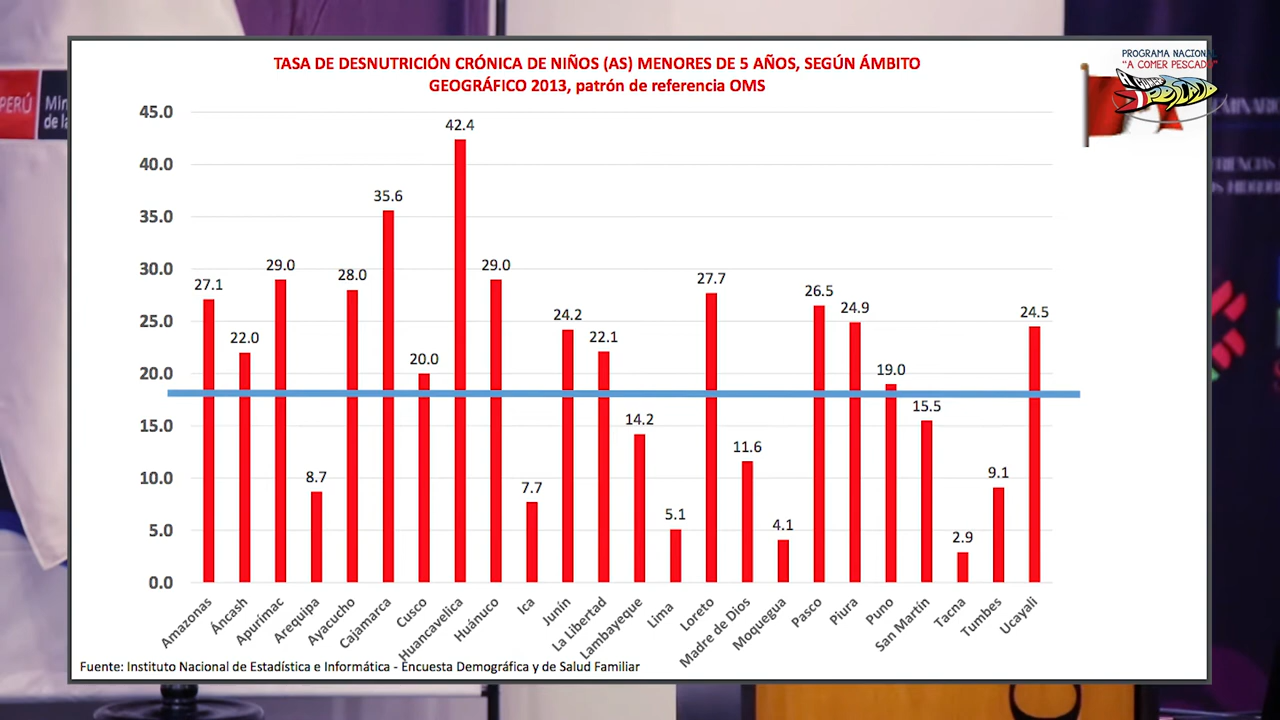 TASA DE DESNUTRICIÓN CRÓNICA DE NIÑOS (AS) MENORES DE 5 AÑOS, SEGÚN ÁMBITO
GEOGRÁFICO 2013, patrón de referencia OMS
PROGRAMA NACIONAL
"A COMER PESCADO"
A COMER
PESCADO
PERÚ
de la
45.0
40.0
35.0
30.0
25.0
20.0
15.0
10.0
5.0
0.0
27.1
22.0
29.0
8.7
28.0
35.6
20.0
42.4
29.0
7.7
24.2
22.1
14.2
5.1
27.7
11.6
4.1
26.5
24.9
19.0
15.5
2.9
9.1
24.5
Amazonas
Áncash
Apurímac
Arequipa
Ayacucho
Cajamarca
Cusco
Huancavelica
Huánuco
Ica
Junín
La Libertad
Lambayeque
Lima
Loreto
Madre de Dios
Moquegua
Pasco
Piura
Puno
San Martín
Tacna
Tumbes
Ucayali
Fuente: Instituto Nacional de Estadística e Informática - Encuesta Demográfica y de Salud Familiar